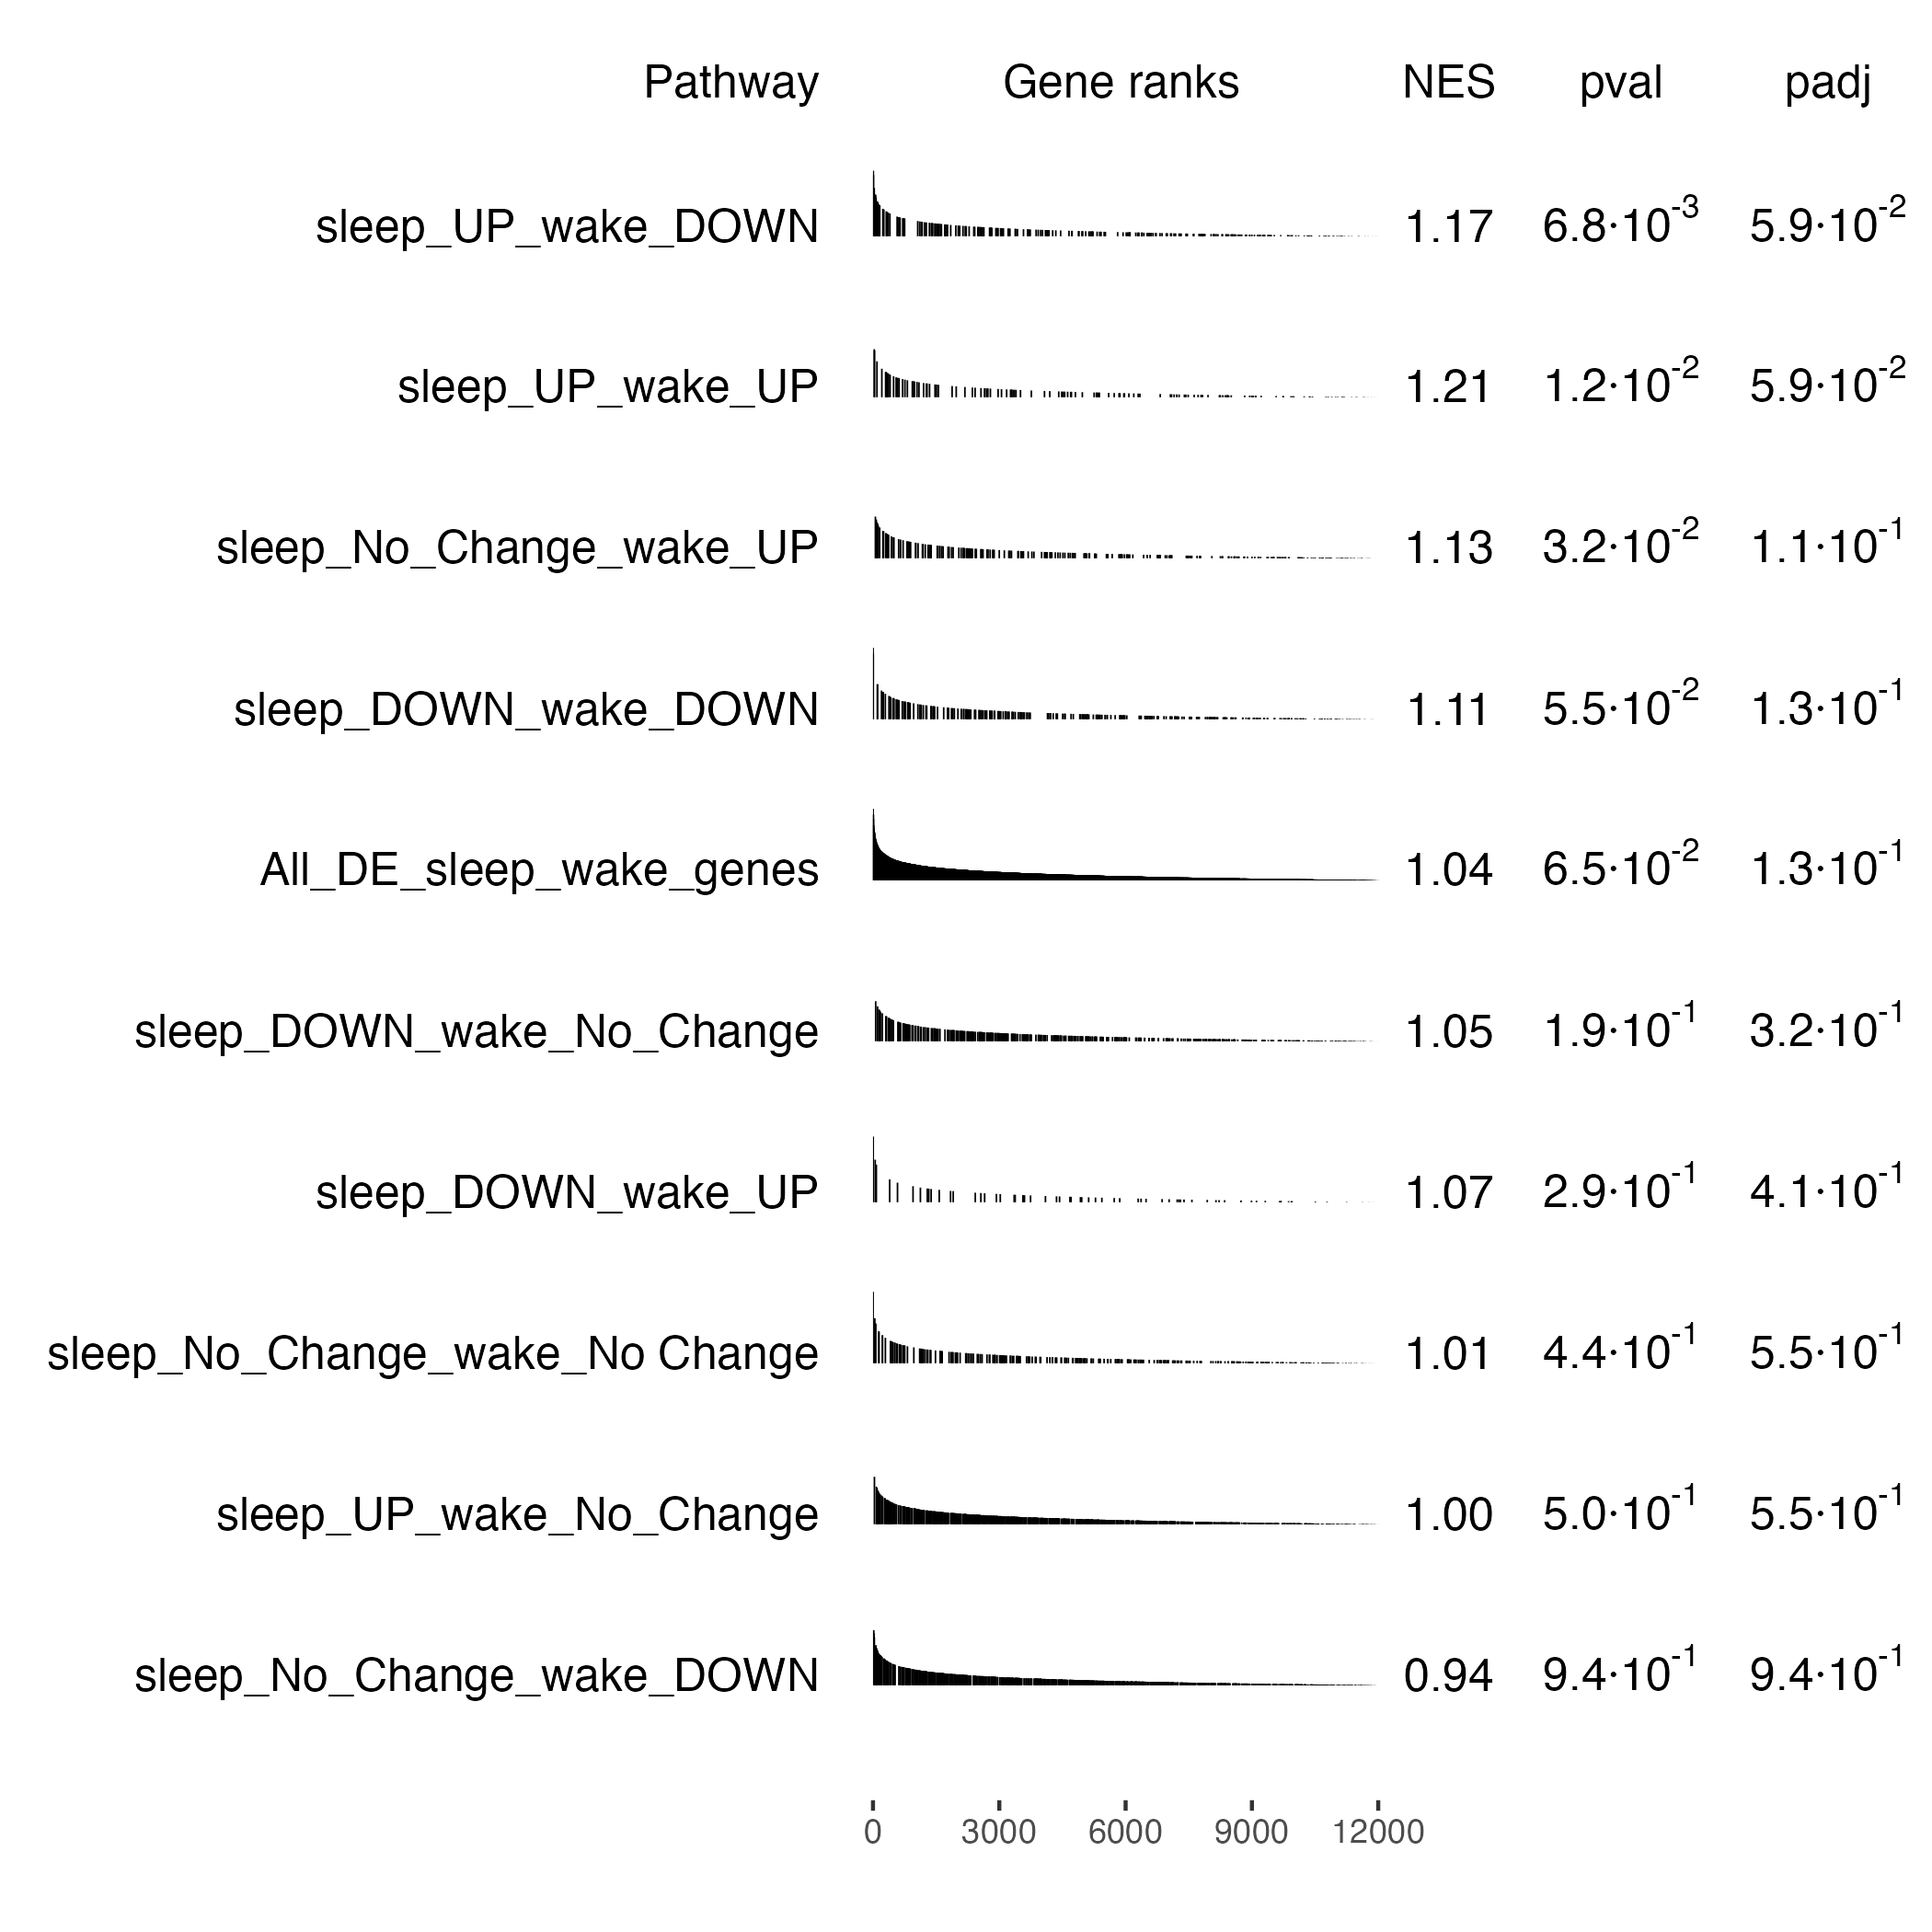 Pathway Gene ranks NES pval padj
sleep_UP_wake_DOWN 1.17 6.8·10⁻³ 5.9·10⁻²
sleep_UP_wake_UP 1.21 1.2·10⁻² 5.9·10⁻²
sleep_No_Change_wake_UP 1.13 3.2·10⁻² 1.1·10⁻¹
sleep_DOWN_wake_DOWN 1.11 5.5·10⁻² 1.3·10⁻¹
All_DE_sleep_wake_genes 1.04 6.5·10⁻² 1.3·10⁻¹
sleep_DOWN_wake_No_Change 1.05 1.9·10⁻¹ 3.2·10⁻¹
sleep_DOWN_wake_UP 1.07 2.9·10⁻¹ 4.1·10⁻¹
sleep_No_Change_wake_No Change 1.01 4.4·10⁻¹ 5.5·10⁻¹
sleep_UP_wake_No_Change 1.00 5.0·10⁻¹ 5.5·10⁻¹
sleep_No_Change_wake_DOWN 0.94 9.4·10⁻¹ 9.4·10⁻¹
0 3000 6000 9000 12000